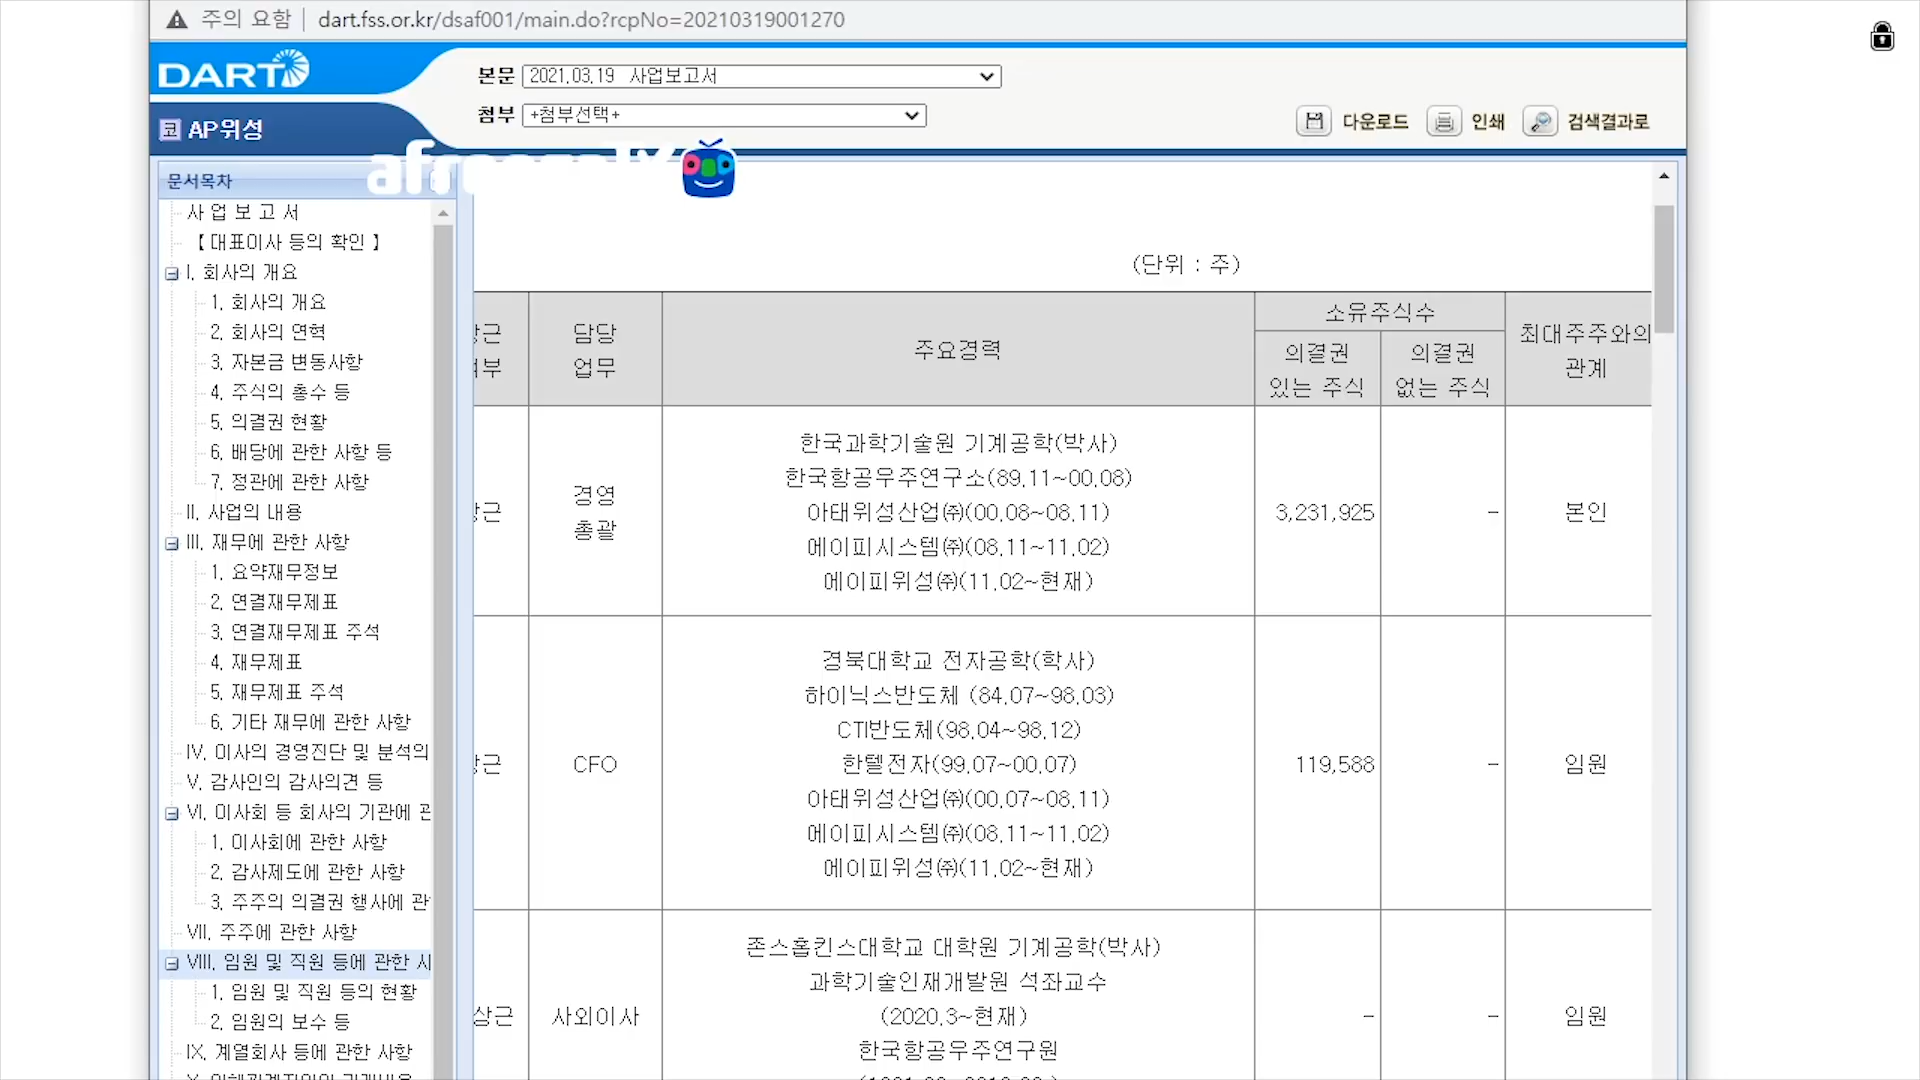 주의 요함 | dart.fss.or.kr/dsaf001/main.do?rcpNo=20210319001270
DART
본문 2021.03.19 사업보고서
첨부 +첨부선택+
코 AP위성
다운로드 인쇄 검색결과로
문서목차
사 업 보 고 서
【 대표이사 등의 확인 】
I. 회사의 개요
1. 회사의 개요
2. 회사의 연혁
3. 자본금 변동사항
4. 주식의 총수 등
5. 의결권 현황
6. 배당에 관한 사항 등
7. 정관에 관한 사항
II. 사업의 내용
III. 재무에 관한 사항
1. 요약재무정보
2. 연결재무제표
3. 연결재무제표 주석
4. 재무제표
5. 재무제표 주석
6. 기타 재무에 관한 사항
IV. 이사의 경영진단 및 분석의
V. 감사인의 감사의견 등
VI. 이사회 등 회사의 기관에
1. 이사회에 관한 사항
2. 감사제도에 관한 사항
3. 주주의 의결권 행사에
VII. 주주에 관한 사항
VIII. 임원 및 직원 등에 관한
1. 임원 및 직원 등의 현황
2. 임원의 보수 등
IX. 계열회사 등에 관한 사항
(단위 : 주)
담당
업무
주요경력
소유주식수
의결권
있는 주식
의결권
없는 주식
최대주주와의
관계
경영
총괄
한국과학기술원 기계공학(박사)
한국항공우주연구소(89.11~00.08)
아태위성산업㈜(00.08~08.11)
에이피시스템㈜(08.11~11.02)
에이피위성㈜(11.02~현재)
3,231,925
-
본인
CFO
경북대학교 전자공학(학사)
하이닉스반도체 (84.07~98.03)
CTI반도체(98.04~98.12)
한텔전자(99.07~00.07)
아태위성산업㈜(00.07~08.11)
에이피시스템㈜(08.11~11.02)
에이피위성㈜(11.02~현재)
119,588
-
임원
상근
사외이사
존스홉킨스대학교 대학원 기계공학(박사)
과학기술인재개발원 석좌교수
(2020.3~현재)
한국항공우주연구원
-
-
임원